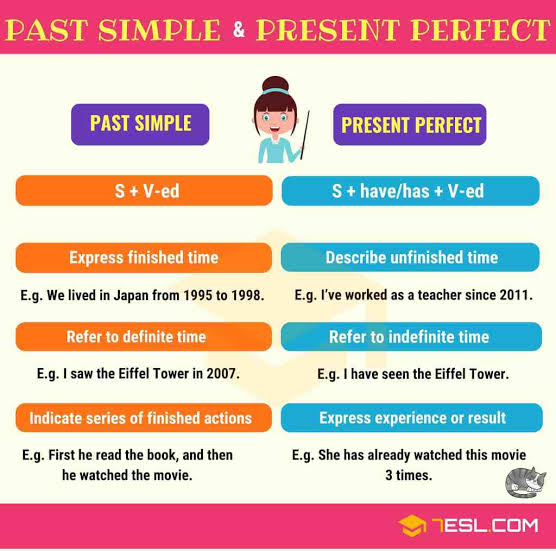 PAST SIMPLE & PRESENT PERFECT
PAST SIMPLE
PRESENT PERFECT
S + V-ed
S + have/has + V-ed
Express finished time
Describe unfinished time
E.g. We lived in Japan from 1995 to 1998.
E.g. I've worked as a teacher since 2011.
Refer to definite time
Refer to indefinite time
E.g. I saw the Eiffel Tower in 2007.
E.g. I have seen the Eiffel Tower.
Indicate series of finished actions
Express experience or result
E.g. First he read the book, and then
he watched the movie.
E.g. She has already watched this movie
3 times.
7ESL.COM